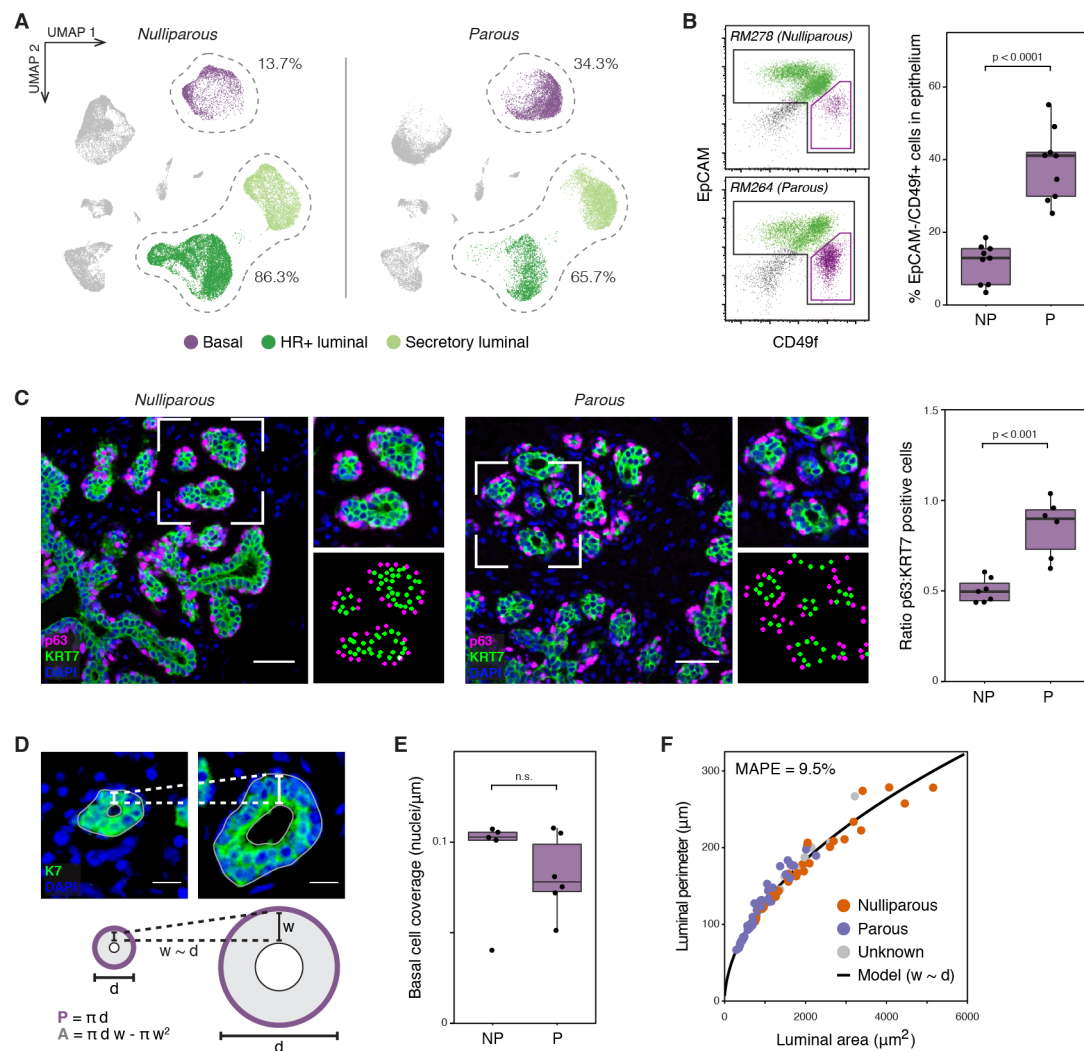 A
UMAP 1
UMAP 2
Nulliparous
Parous
13.7%
34.3%
86.3%
65.7%
Basal
HR+ luminal
Secretory luminal
B
RM278 (Nulliparous)
RM264 (Parous)
EpCAM
CD49f
% EpCAM-/CD49f+ cells in epithelium
p < 0.0001
60
40
20
0
NP
P
C
Nulliparous
Parous
p63
KRT7
DAPI
p63
KRT7
DAPI
Ratio p63:KRT7 positive cells
p < 0.001
1.5
1.0
0.5
0
NP
P
D
K7
DAPI
w ~ d
w
d
d
P = π d
A = π d w - π w²
E
Basal cell coverage (nuclei/μm)
n.s.
0.1
0
NP
P
F
MAPE = 9.5%
Luminal perimeter (μm)
300
200
100
0
Nulliparous
Parous
Unknown
Model (w ~ d)
0
2000
4000
6000
Luminal area (μm²)